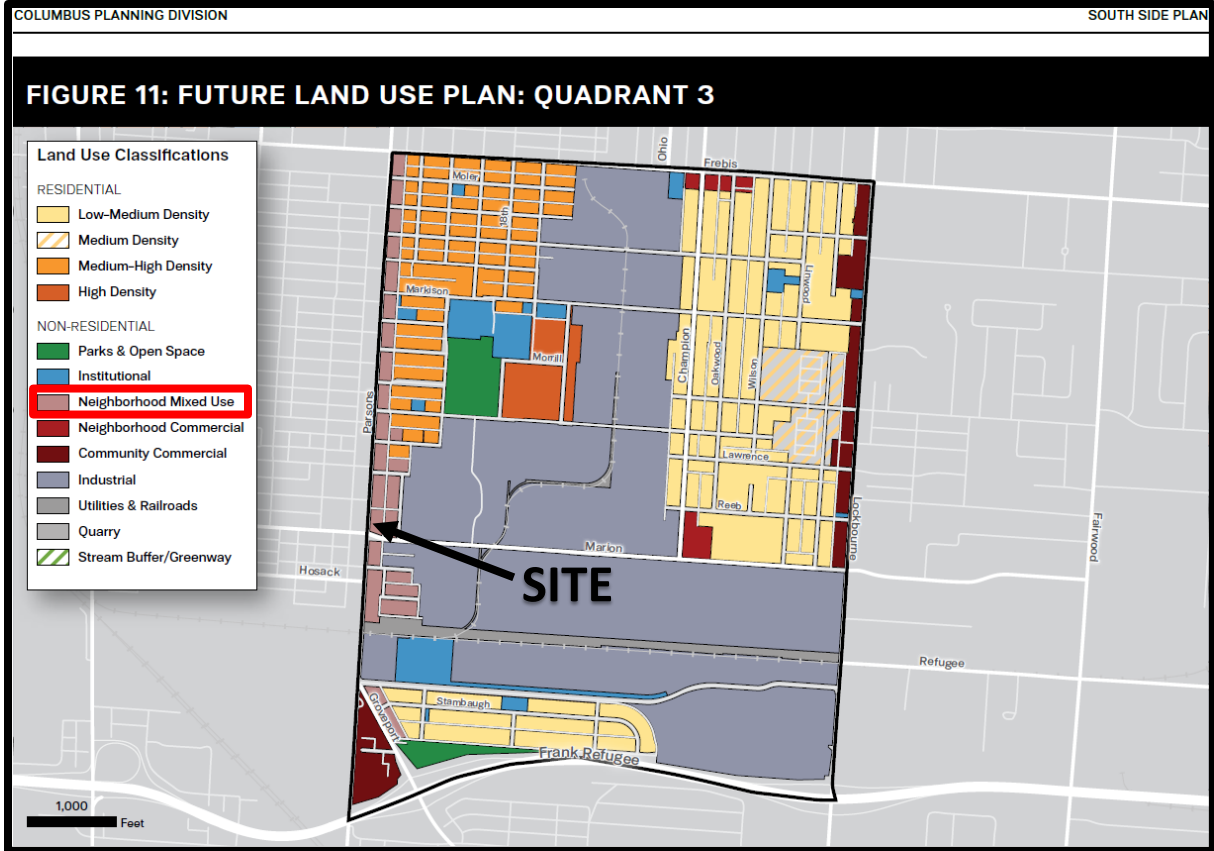 COLUMBUS PLANNING DIVISION
SOUTH SIDE PLAN
FIGURE 11: FUTURE LAND USE PLAN: QUADRANT 3
Land Use Classifications
RESIDENTIAL
Low-Medium Density
Medium Density
Medium-High Density
High Density
NON-RESIDENTIAL
Parks & Open Space
Institutional
Neighborhood Mixed Use
Neighborhood Commercial
Community Commercial
Industrial
Utilities & Railroads
Quarry
Stream Buffer/Greenway
Ohio
Frebis
Moler
18th
Linwood
Markison
Champion
Oakwood
Wilson
Morrill
Parsons
Lawrence
Reeb
Lockbourne
Fairwood
Marion
Hosack
SITE
Refugee
Groveport
Stambaugh
Frank Refugee
1,000
Feet